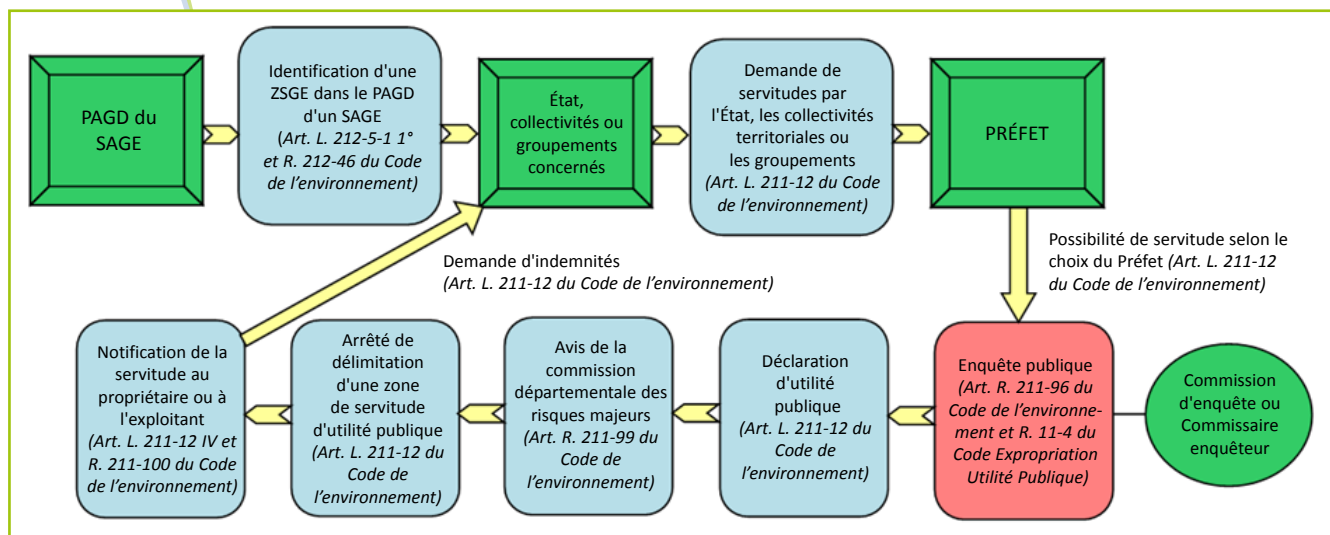 PAGD du
SAGE
Identification d'une
ZSGE dans le PAGD
d'un SAGE
(Art. L. 212-5-1 1°
et R. 212-46 du Code
de l’environnement)
État,
collectivités ou
groupements
concernés
Demande de
servitudes par
l'État, les collectivités
territoriales ou
les groupements
(Art. L. 211-12 du Code
de l’environnement)
PRÉFET
Possibilité de servitude selon le
choix du Préfet (Art. L. 211-12
du Code de l’environnement)
Demande d'indemnités
(Art. L. 211-12 du Code de l’environnement)
Notification de la
servitude au
propriétaire ou à
l'exploitant
(Art. L. 211-12 IV et
R. 211-100 du Code
de l’environnement)
Arrêté de
délimitation
d'une zone
de servitude
d'utilité publique
(Art. L. 211-12 du
Code de
l’environnement)
Avis de la
commission
départementale des
risques majeurs
(Art. R. 211-99 du
Code de
l’environnement)
Déclaration
d'utilité
publique
(Art. L. 211-12 du
Code de
l’environnement)
Enquête publique
(Art. R. 211-96 du
Code de l’environne-
ment et R. 11-4 du
Code Expropriation
Utilité Publique)
Commission
d'enquête ou
Commissaire
enquêteur